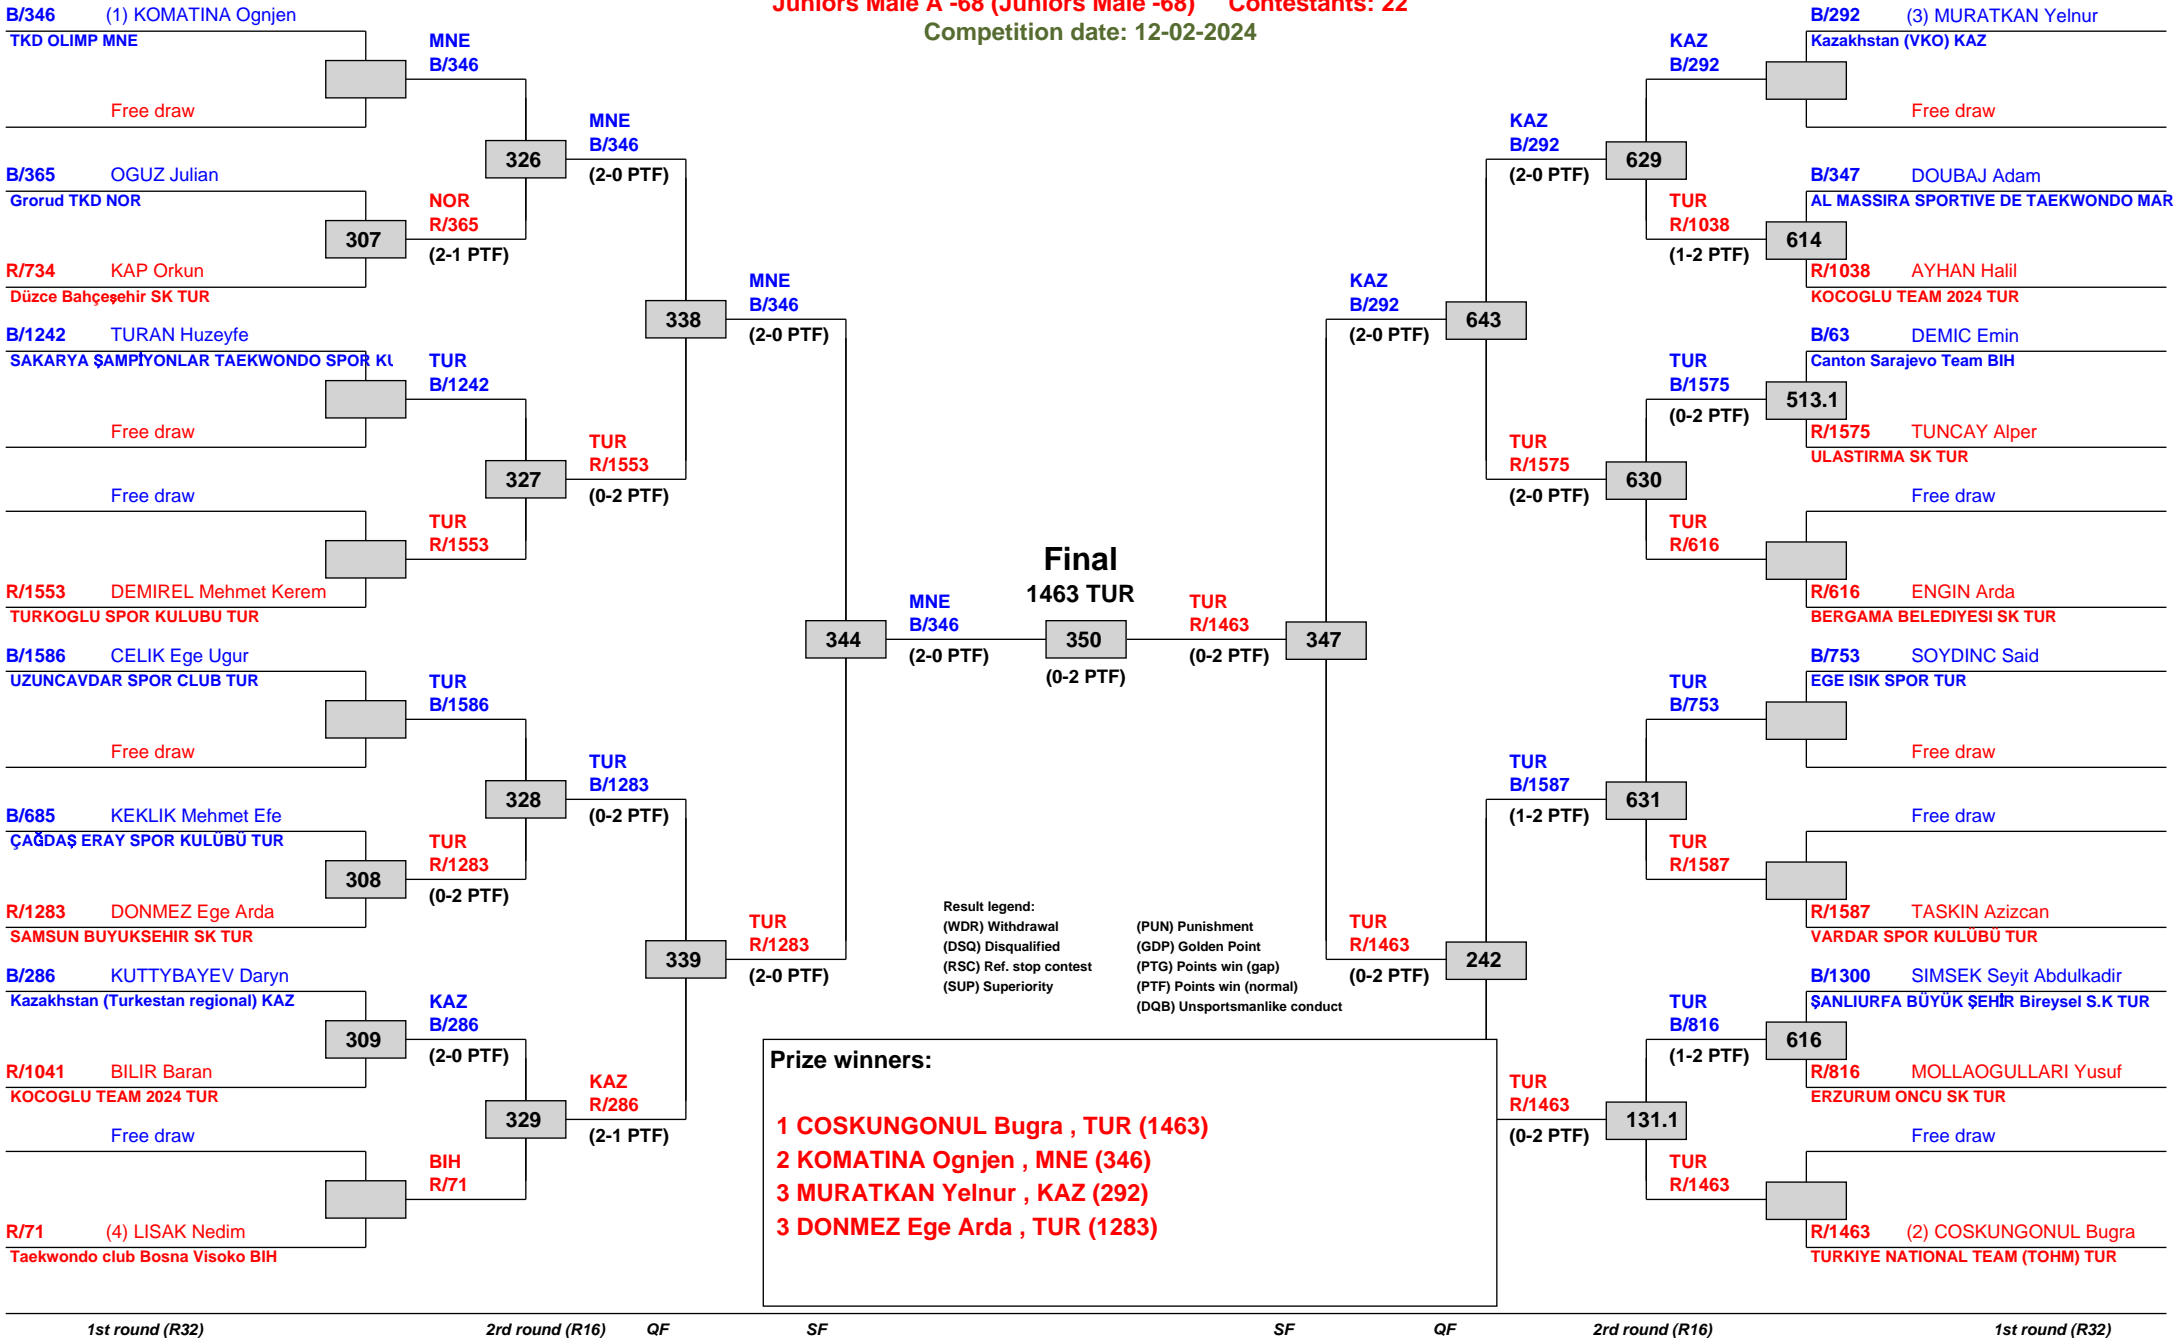 Juniors Male A -68 (Juniors Male -68) Contestants: 22
Competition date: 12-02-2024
B/346 (1) KOMATINA Ognjen
TKD OLIMP MNE
Free draw
MNE
B/346
B/365 OGUZ Julian
Grorud TKD NOR
307
R/734 KAP Orkun
Düzce Bahçeşehir SK TUR
NOR
R/365
(2-1 PTF)
326
MNE
B/346
(2-0 PTF)
B/1242 TURAN Huzeyfe
SAKARYA ŞAMPİYONLAR TAEKWONDO SPOR
Free draw
TUR
B/1242
Free draw
R/1553 DEMIREL Mehmet Kerem
TURKOGLU SPOR KULUBU TUR
TUR
R/1553
327
TUR
R/1553
(0-2 PTF)
338
MNE
B/346
(2-0 PTF)
B/1586 CELIK Ege Ugur
UZUNCAVDAR SPOR CLUB TUR
Free draw
TUR
B/1586
B/685 KEKLIK Mehmet Efe
ÇAĞDAŞ ERAY SPOR KULÜBÜ TUR
308
R/1283 DONMEZ Ege Arda
SAMSUN BUYUKSEHIR SK TUR
TUR
R/1283
(0-2 PTF)
328
TUR
B/1283
(0-2 PTF)
B/286 KUTTYBAYEV Daryn
Kazakhstan (Turkestan regional) KAZ
309
R/1041 BILIR Baran
KOCOGLU TEAM 2024 TUR
KAZ
B/286
(2-0 PTF)
Free draw
R/71 (4) LISAK Nedim
Taekwondo club Bosna Visoko BIH
BIH
R/71
329
KAZ
R/286
(2-1 PTF)
339
TUR
R/1283
(2-0 PTF)
344
MNE
B/346
(2-0 PTF)
Final
1463 TUR
350
(0-2 PTF)
TUR
R/1463
(0-2 PTF)
347
KAZ
B/292
(2-0 PTF)
643
KAZ
B/292
(2-0 PTF)
629
KAZ
B/292
B/292 (3) MURATKAN Yelnur
Kazakhstan (VKO) KAZ
Free draw
TUR
R/1038
(1-2 PTF)
B/347 DOUBAJ Adam
AL MASSIRA SPORTIVE DE TAEKWONDO MAR
614
R/1038 AYHAN Halil
KOCOGLU TEAM 2024 TUR
TUR
R/1575
(2-0 PTF)
630
TUR
B/1575
(0-2 PTF)
B/63 DEMIC Emin
Canton Sarajevo Team BIH
513.1
R/1575 TUNCAY Alper
ULASTIRMA SK TUR
TUR
R/616
Free draw
R/616 ENGIN Arda
BERGAMA BELEDIYESI SK TUR
TUR
R/1463
(0-2 PTF)
242
TUR
B/1587
(1-2 PTF)
631
TUR
B/753
B/753 SOYDINC Said
EGE ISIK SPOR TUR
Free draw
TUR
R/1587
Free draw
R/1587 TASKIN Azizcan
VARDAR SPOR KULÜBÜ TUR
TUR
R/1463
(0-2 PTF)
131.1
TUR
B/816
(1-2 PTF)
B/1300 SIMSEK Seyit Abdulkadir
ŞANLIURFA BÜYÜK ŞEHİR Bireysel S.K TUR
616
R/816 MOLLAOGULLARI Yusuf
ERZURUM ONCU SK TUR
TUR
R/1463
Free draw
R/1463 (2) COSKUNGONUL Bugra
TURKIYE NATIONAL TEAM (TOHM) TUR
Result legend:
(WDR) Withdrawal (PUN) Punishment
(DSQ) Disqualified (GDP) Golden Point
(RSC) Ref. stop contest (PTG) Points win (gap)
(SUP) Superiority (PTF) Points win (normal)
(DQB) Unsportsmanlike conduct
Prize winners:
1 COSKUNGONUL Bugra , TUR (1463)
2 KOMATINA Ognjen , MNE (346)
3 MURATKAN Yelnur , KAZ (292)
3 DONMEZ Ege Arda , TUR (1283)
1st round (R32) 2rd round (R16) QF SF SF QF 2rd round (R16) 1st round (R32)